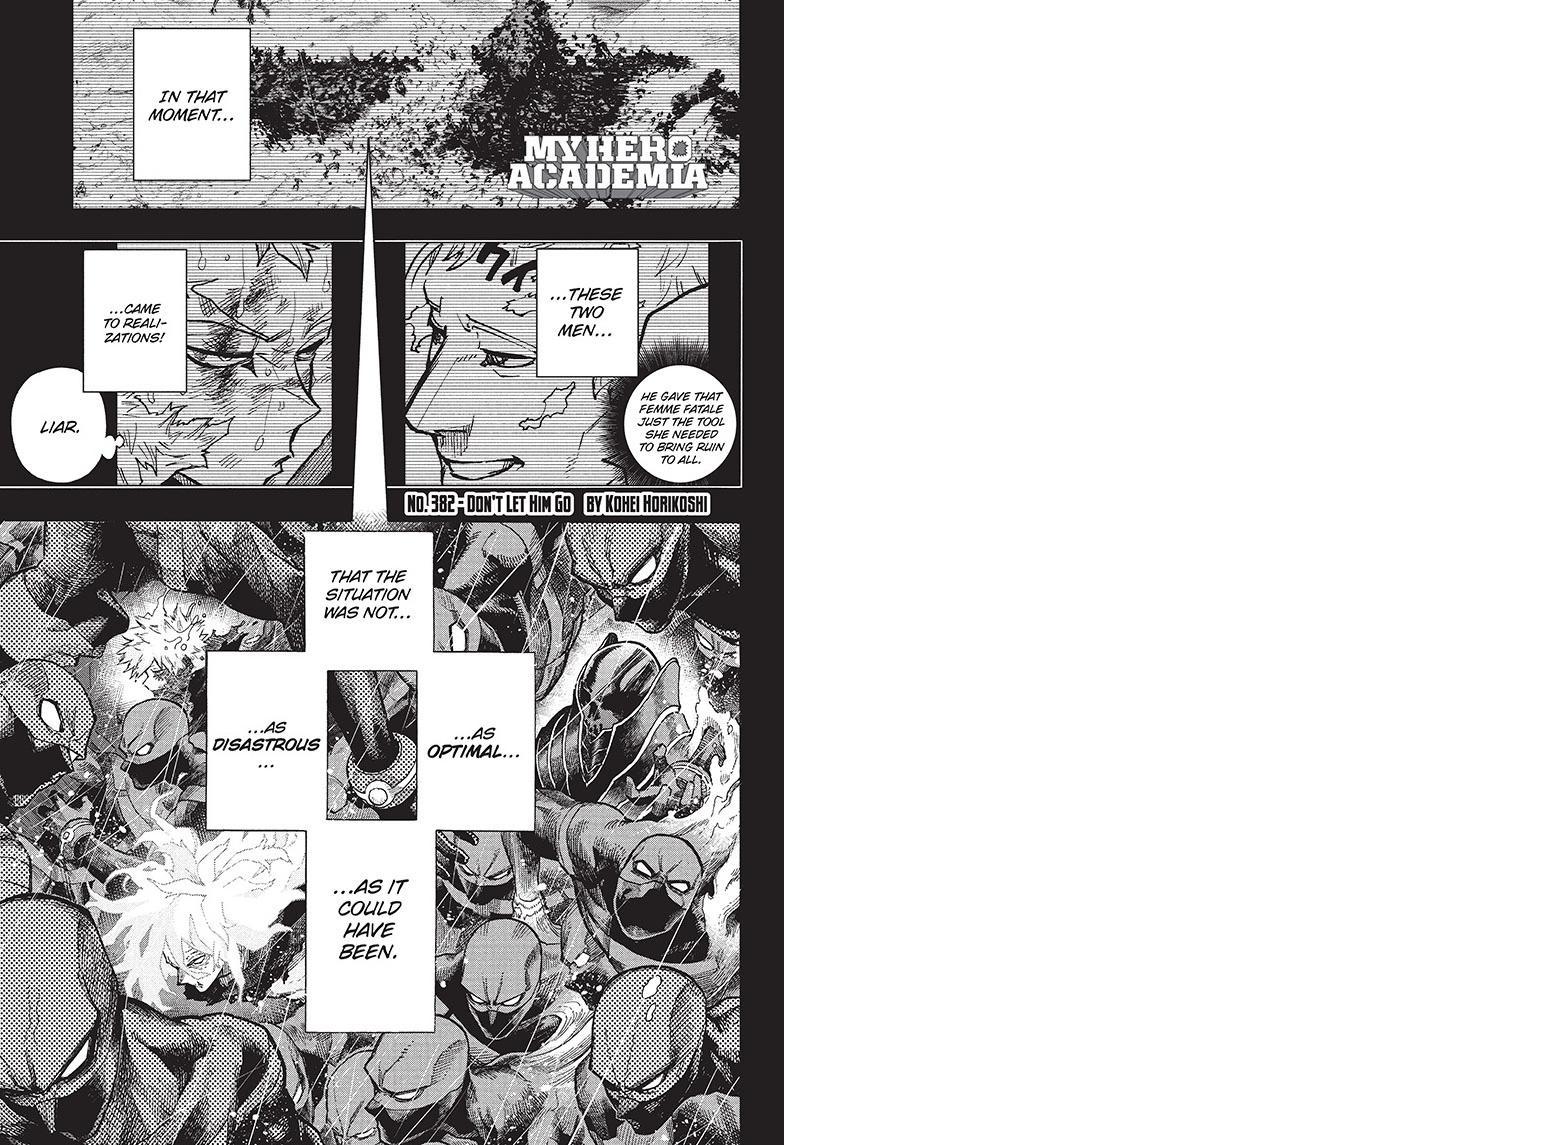 IN THAT
MOMENT...
MY HERO
ACADEMIA
...THESE
TWO
MEN...
クイ
HE GAVE THAT
FEMME FATALE
JUST THE TOOL
SHE NEEDED
TO BRING RUIN
TO ALL.
...CAME
TO REALI-
ZATIONS!
LIAR.
No. 382 - DON'T LET HIM GO BY KOHEI HORIKOSHI
THAT THE
SITUATION
WAS NOT...
...AS
OPTIMAL...
...AS
DISASTROUS
...
...AS IT
COULD
HAVE
BEEN.